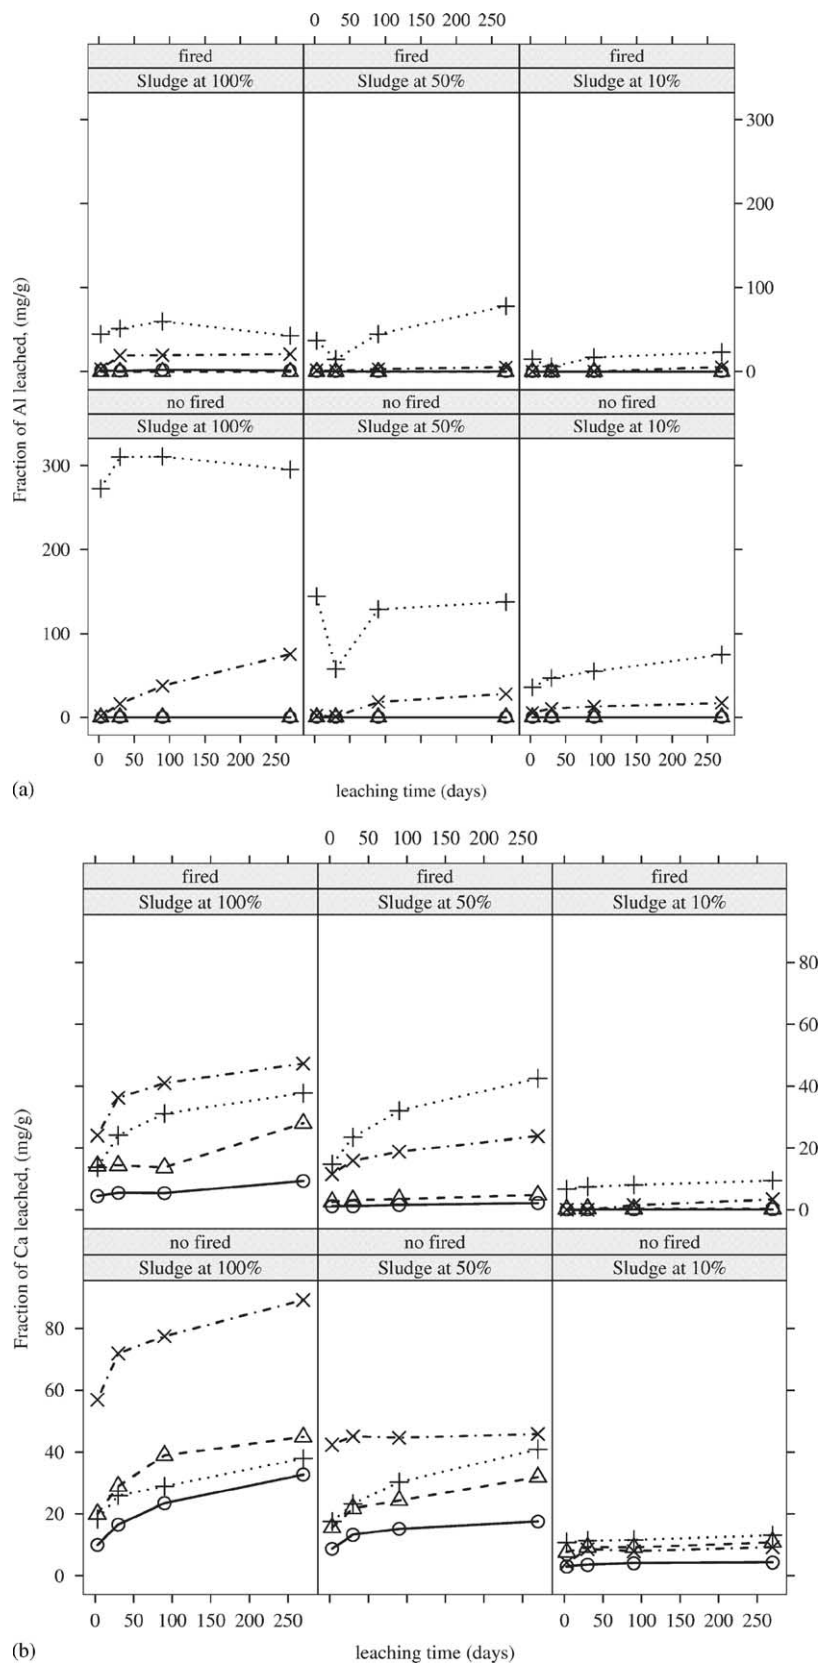 0 50 100 150 200 250
fired fired fired
Sludge at 100% Sludge at 50% Sludge at 10%
300
200
100
0
no fired no fired no fired
Sludge at 100% Sludge at 50% Sludge at 10%
300
200
100
0
Fraction of Al leached, (mg/g)
0 50 100 150 200 250 0 50 100 150 200 250
(a) leaching time (days)
0 50 100 150 200 250
fired fired fired
Sludge at 100% Sludge at 50% Sludge at 10%
80
60
40
20
0
no fired no fired no fired
Sludge at 100% Sludge at 50% Sludge at 10%
80
60
40
20
0
Fraction of Ca leached, (mg/g)
0 50 100 150 200 250 0 50 100 150 200 250
(b) leaching time (days)